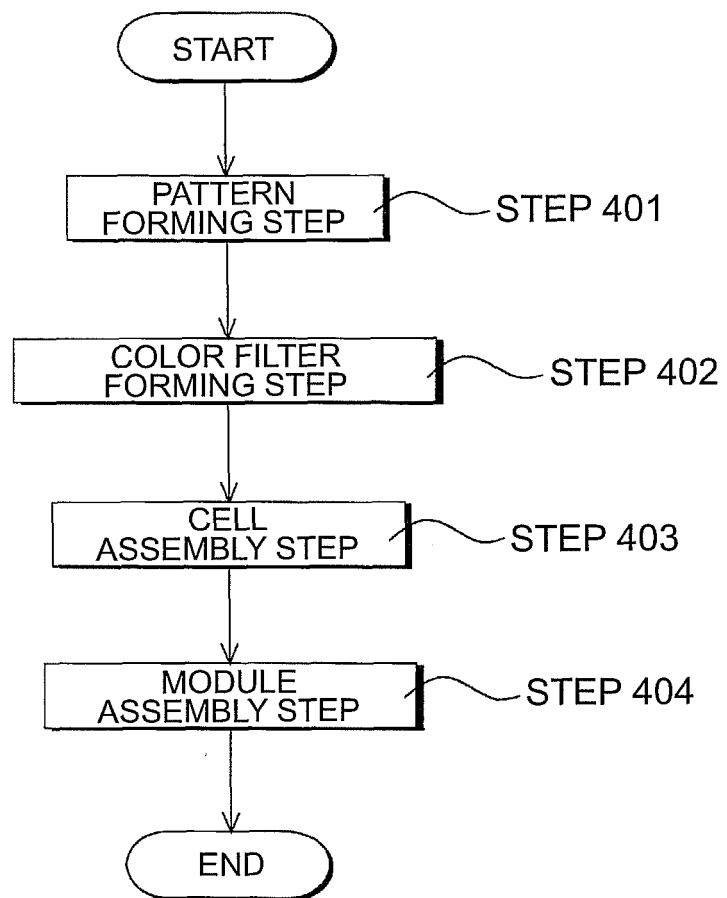 START
PATTERN
FORMING STEP
STEP 401
COLOR FILTER
FORMING STEP
STEP 402
CELL
ASSEMBLY STEP
STEP 403
MODULE
ASSEMBLY STEP
STEP 404
END